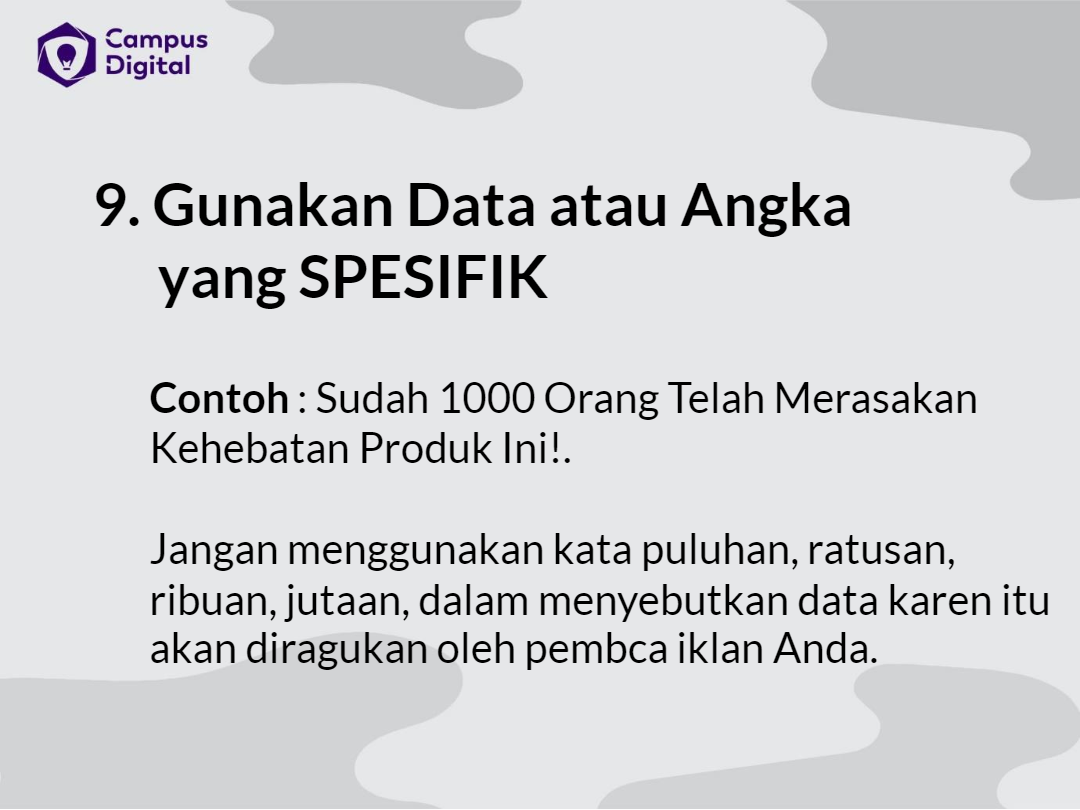 Campus
Digital
9. Gunakan Data atau Angka
yang SPESIFIK
Contoh : Sudah 1000 Orang Telah Merasakan
Kehebatan Produk Ini!.
Jangan menggunakan kata puluhan, ratusan,
ribuan, jutaan, dalam menyebutkan data karen itu
akan diragukan oleh pembca iklan Anda.